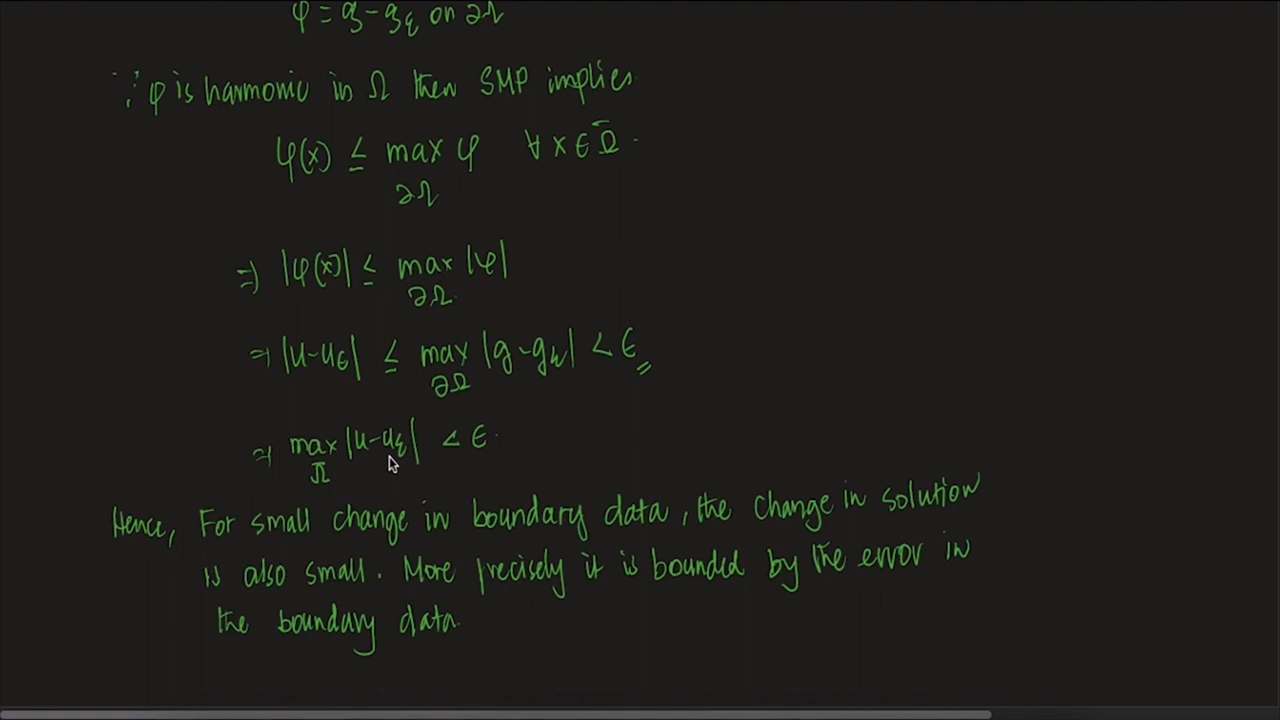 φ = g - g_ε on ∂Ω
∵ φ is harmonic in Ω then SMP implies
φ(x) ≤ max φ ∀ x ∈ Ω̄.
∂Ω
⇒ |φ(x)| ≤ max |φ|
∂Ω
⇒ |u-u_ε| ≤ max |g-g_ε| < ε
∂Ω
⇒ max |u-u_ε| < ε.
Ω̄
Hence, For small change in boundary data, the change in solution
is also small. More precisely it is bounded by the error in
the boundary data.